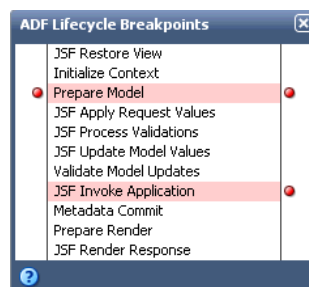 ADF Lifecycle Breakpoints
JSF Restore View
Initialize Context
Prepare Model
JSF Apply Request Values
JSF Process Validations
JSF Update Model Values
Validate Model Updates
JSF Invoke Application
Metadata Commit
Prepare Render
JSF Render Response
?